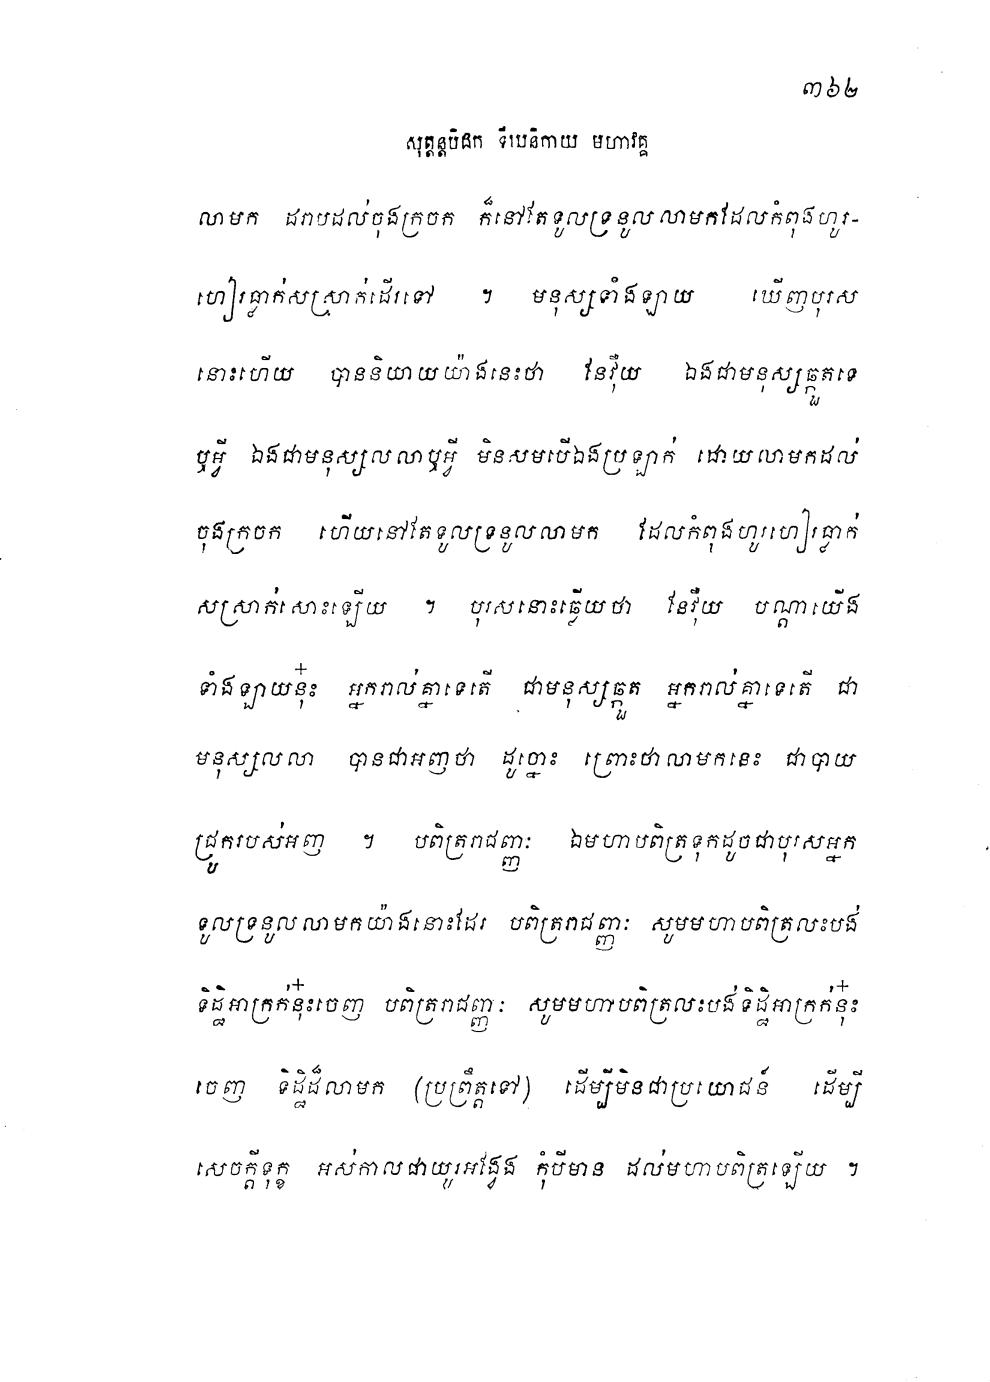 ៣៦២
សុត្តន្តបិដក ទីឃនិកាយ មហាវគ្គ
លាមក ដរាបដល់ចុងក្រចក ក៏នៅតែទូលទ្រនូលលាមកដែលកំពុងហូរ-
ហៀរធ្លាក់សស្រាក់ដើរទៅ ។ មនុស្សទាំងឡាយ ឃើញបុរស
នោះហើយ បាននិយាយយ៉ាងនេះថា នែវ៉ឺយ ឯងជាមនុស្សឆ្កួតទេ
ឬអ្វី ឯងជាមនុស្សលលាឬអ្វី មិនសមបើឯងប្រឡាក់ ដោយលាមកដល់
ចុងក្រចក ហើយនៅតែទូលទ្រនូលលាមក ដែលកំពុងហូរហៀរធ្លាក់
សស្រាក់សោះឡើយ ។ បុរសនោះឆ្លើយថា នែវ៉ឺយ បណ្តាយើង
ទាំងឡាយនុ៎ះ អ្នករាល់គ្នាទេតើ ជាមនុស្សឆ្កួត អ្នករាល់គ្នាទេតើ ជា
មនុស្សលលា បានជាអញថា ដូច្នោះ ព្រោះថាលាមកនេះ ជាបាយ
ជ្រូករបស់អញ ។ បពិត្ររាជញ្ញៈ ឯមហាបពិត្រទុកដូចជាបុរសអ្នក
ទូលទ្រនូលលាមកយ៉ាងនោះដែរ បពិត្ររាជញ្ញៈ សូមមហាបពិត្រលះបង់
ទិដ្ឋិអាក្រក់នុ៎ះចេញ បពិត្ររាជញ្ញៈ សូមមហាបពិត្រលះបង់ទិដ្ឋិអាក្រក់នុ៎ះ
ចេញ ទិដ្ឋិដ៏លាមក (ប្រព្រឹត្តទៅ) ដើម្បីមិនជាប្រយោជន៍ ដើម្បី
សេចក្តីទុក្ខ អស់កាលជាយូរអង្វែង កុំបីមាន ដល់មហាបពិត្រឡើយ ។